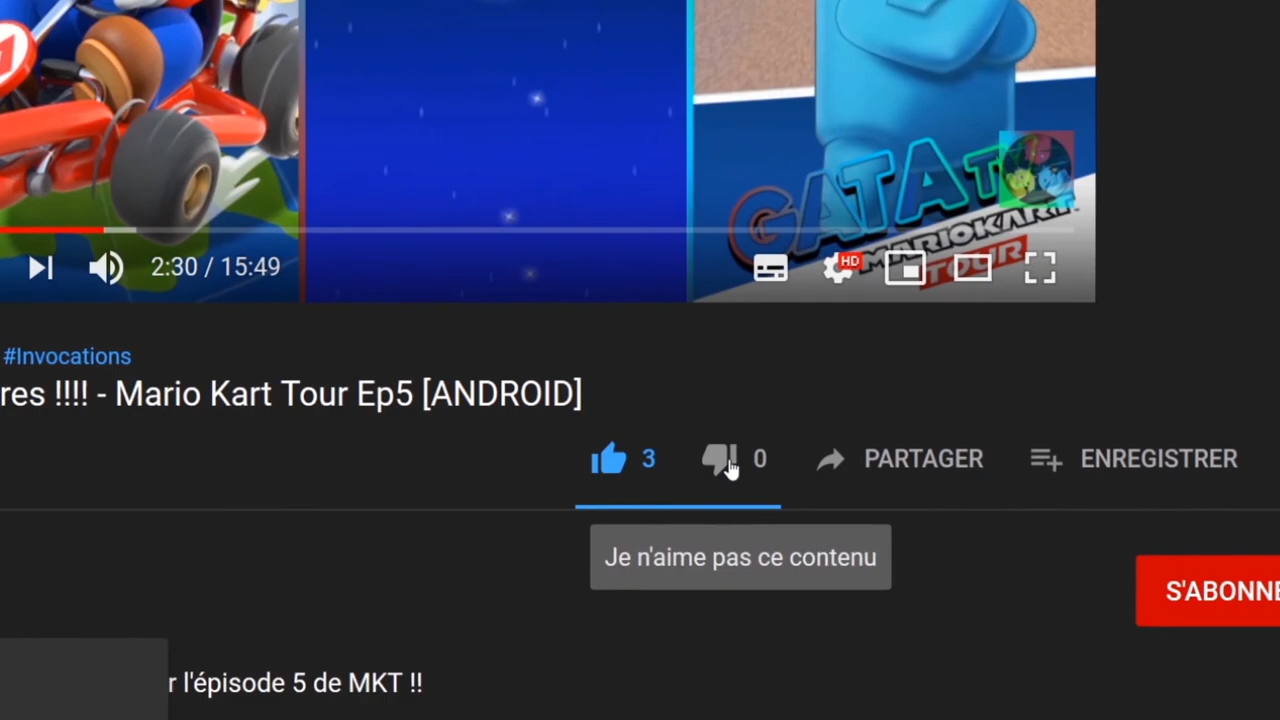 GATAT
MARIOKART
TOUR
2:30 / 15:49
HD
#Invocations
res !!!! - Mario Kart Tour Ep5 [ANDROID]
3 0 PARTAGER ENREGISTRER
Je n'aime pas ce contenu
S'ABONNE
r l'épisode 5 de MKT !!